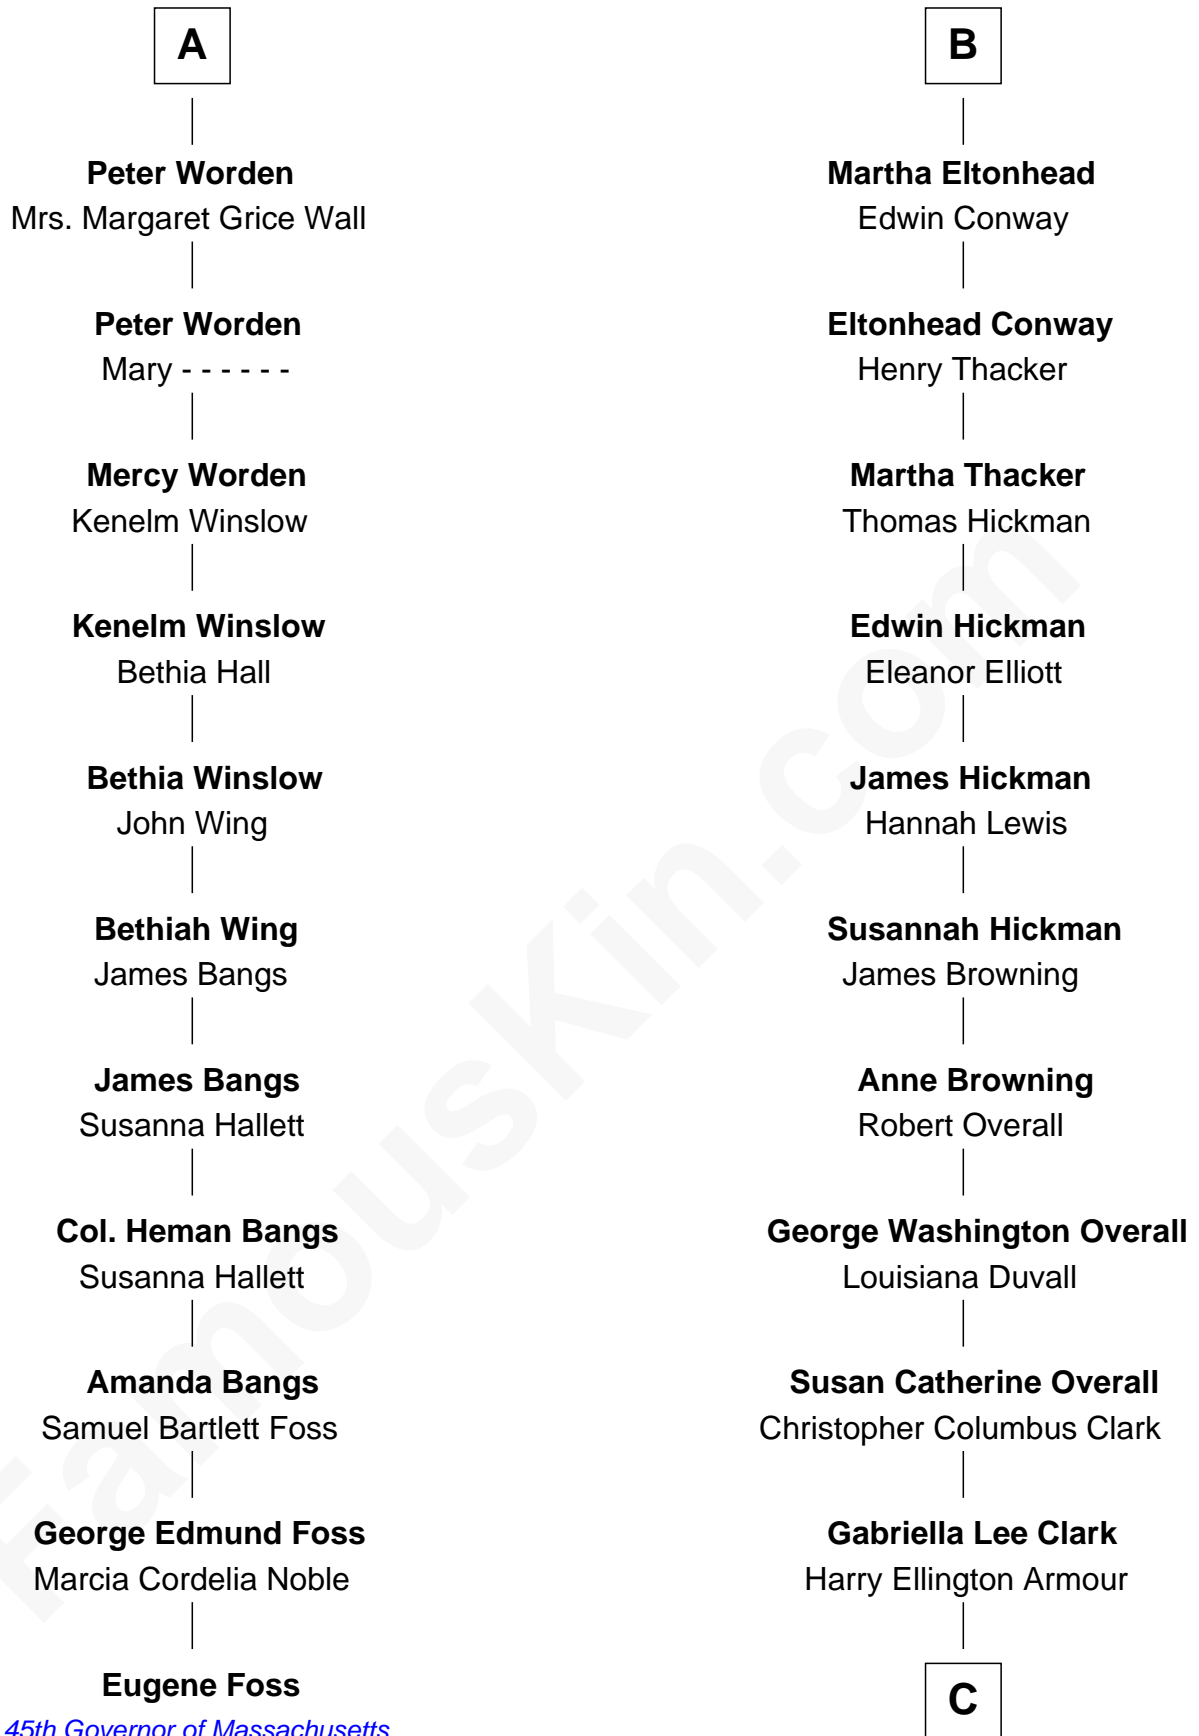 A
Peter Worden
Mrs. Margaret Grice Wall
Peter Worden
Mary - - - - - -
Mercy Worden
Kenelm Winslow
Kenelm Winslow
Bethia Hall
Bethia Winslow
John Wing
Bethiah Wing
James Bangs
James Bangs
Susanna Hallett
Col. Heman Bangs
Susanna Hallett
Amanda Bangs
Samuel Bartlett Foss
George Edmund Foss
Marcia Cordelia Noble
Eugene Foss
45th Governor of Massachusetts
B
Martha Eltonhead
Edwin Conway
Eltonhead Conway
Henry Thacker
Martha Thacker
Thomas Hickman
Edwin Hickman
Eleanor Elliott
James Hickman
Hannah Lewis
Susannah Hickman
James Browning
Anne Browning
Robert Overall
George Washington Overall
Louisiana Duvall
Susan Catherine Overall
Christopher Columbus Clark
Gabriella Lee Clark
Harry Ellington Armour
C
FamousKin.com